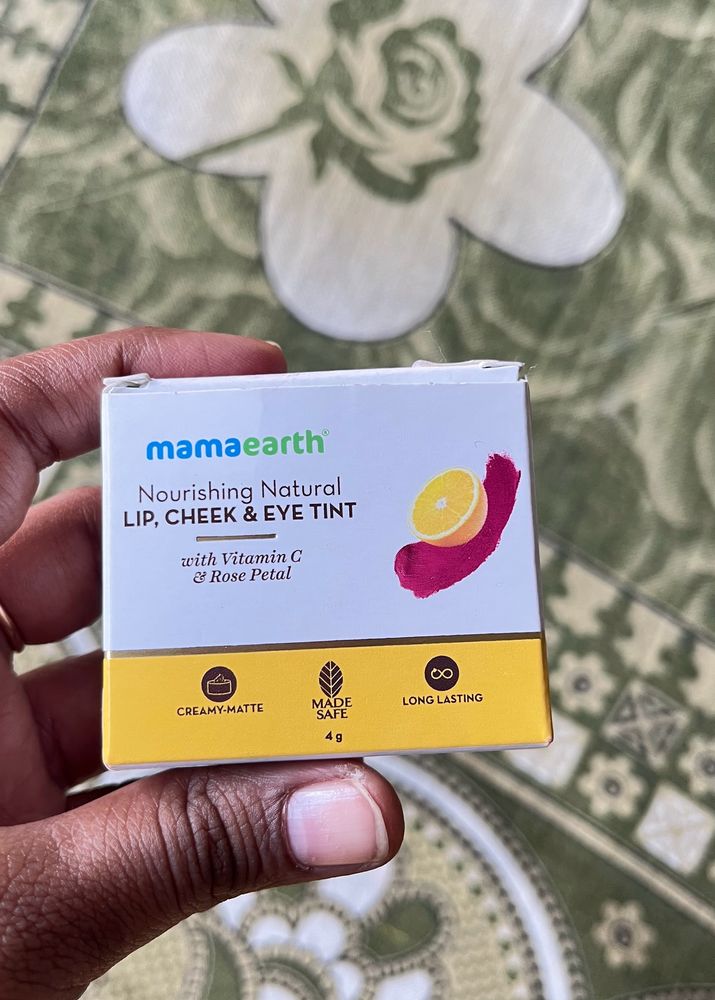 mamaearth®
Nourishing Natural
LIP, CHEEK & EYE TINT
with Vitamin C
& Rose Petal
CREAMY-MATTE
MADE
SAFE
LONG LASTING
4 g